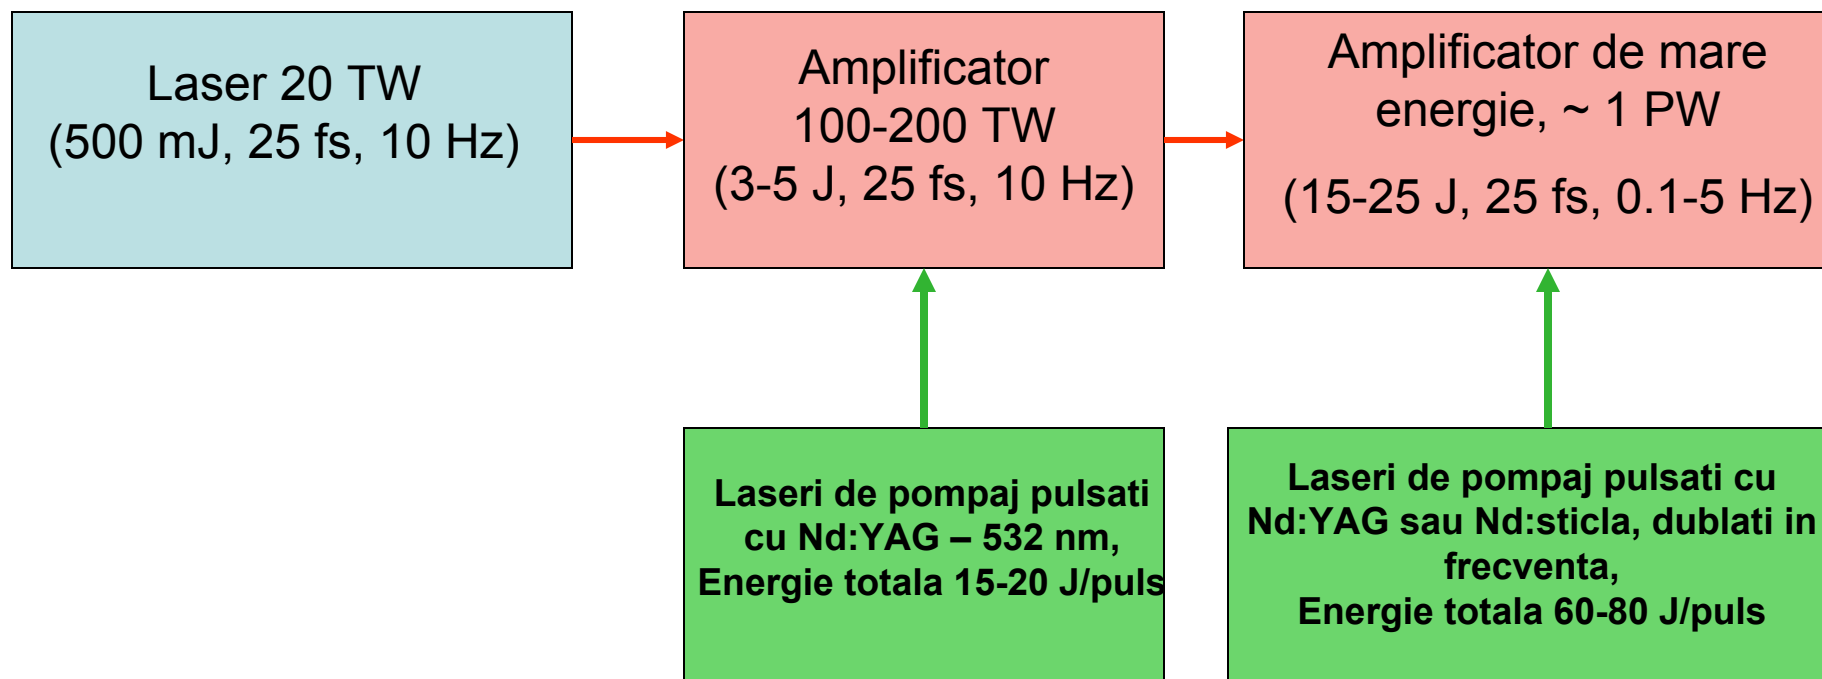 Laser 20 TW
(500 mJ, 25 fs, 10 Hz)
Amplificator
100-200 TW
(3-5 J, 25 fs, 10 Hz)
Amplificator de mare
energie, ~ 1 PW
(15-25 J, 25 fs, 0.1-5 Hz)
Laseri de pompaj pulsati
cu Nd:YAG – 532 nm,
Energie totala 15-20 J/puls
Laseri de pompaj pulsati cu
Nd:YAG sau Nd:sticla, dublati in
frecventa,
Energie totala 60-80 J/puls